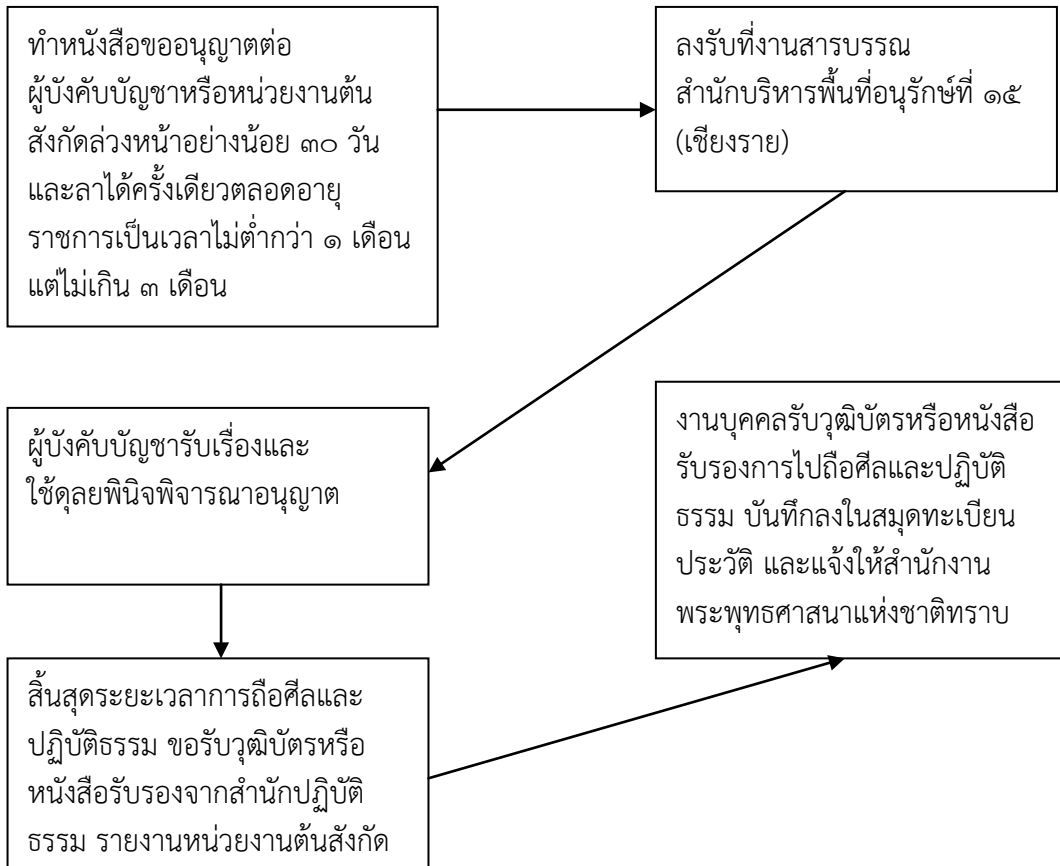 ทำหนังสือขออนุญาตต่อ
ผู้บังคับบัญชาหรือหน่วยงานต้น
สังกัดล่วงหน้าอย่างน้อย ๓๐ วัน
และลาได้ครั้งเดียวตลอดอายุ
ราชการเป็นเวลาไม่ต่ำกว่า ๑ เดือน
แต่ไม่เกิน ๓ เดือน
ลงรับที่งานสารบรรณ
สำนักบริหารพื้นที่อนุรักษ์ที่ ๑๕
(เชียงราย)
ผู้บังคับบัญชารับเรื่องและ
ใช้ดุลยพินิจพิจารณาอนุญาต
สิ้นสุดระยะเวลาการถือศีลและ
ปฏิบัติธรรม ขอรับวุฒิบัตรหรือ
หนังสือรับรองจากสำนักปฏิบัติ
ธรรม รายงานหน่วยงานต้นสังกัด
งานบุคคลรับวุฒิบัตรหรือหนังสือ
รับรองการไปถือศีลและปฏิบัติ
ธรรม บันทึกลงในสมุดทะเบียน
ประวัติ และแจ้งให้สำนักงาน
พระพุทธศาสนาแห่งชาติทราบ